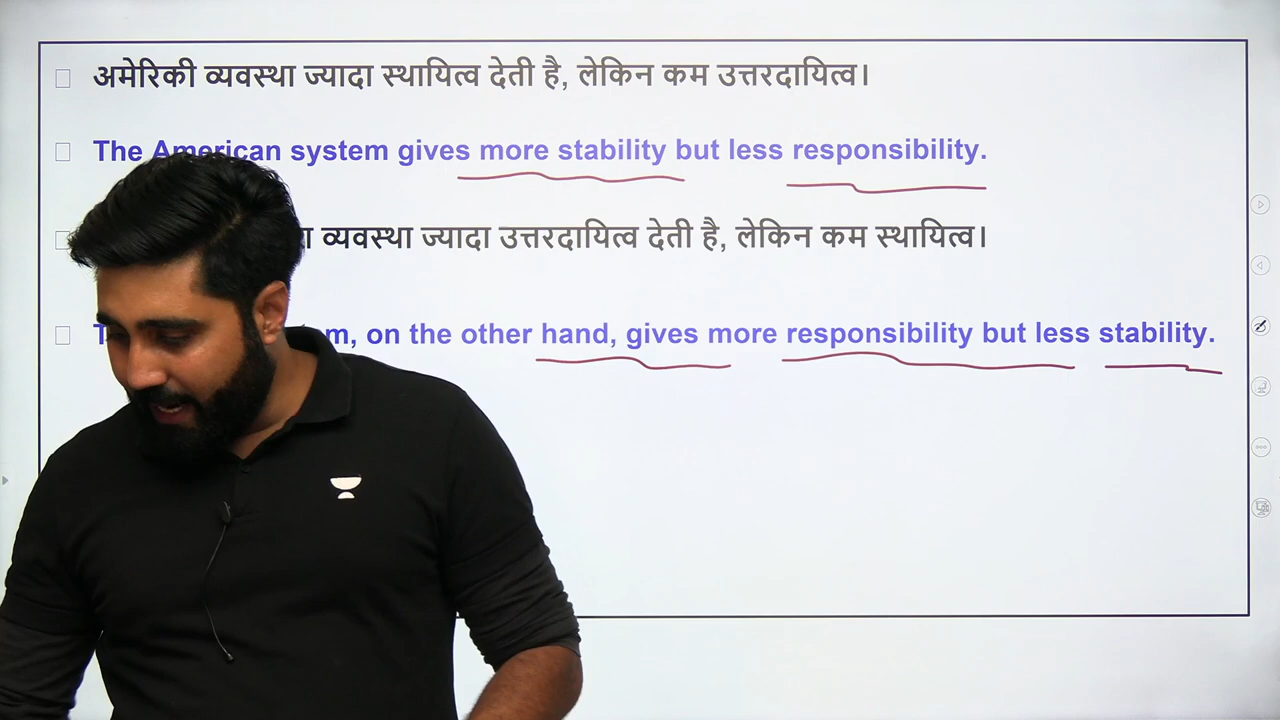 अमेरिकी व्यवस्था ज्यादा स्थायित्व देती है, लेकिन कम उत्तरदायित्व।
The American system gives more stability but less responsibility.
व्यवस्था ज्यादा उत्तरदायित्व देती है, लेकिन कम स्थायित्व।
on the other hand, gives more responsibility but less stability.